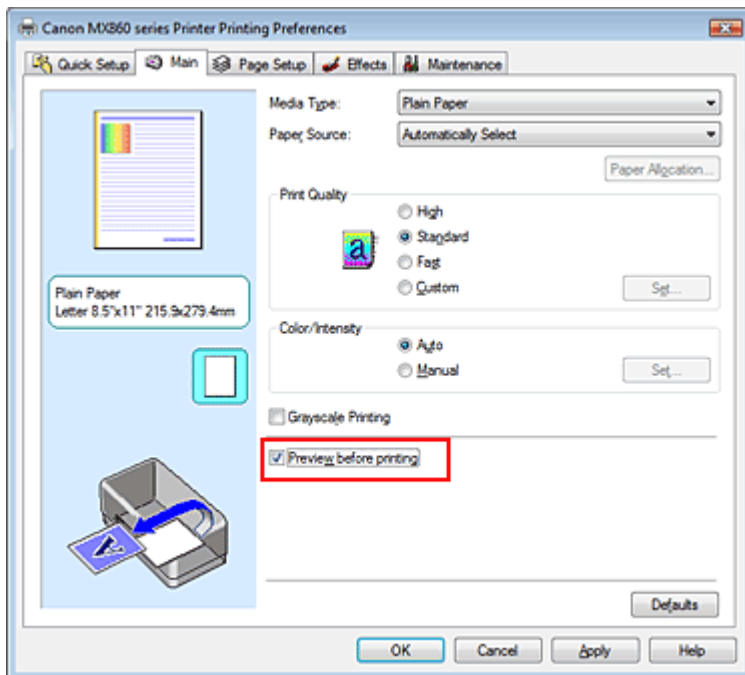 Canon MX860 series Printer Printing Preferences
Quick Setup Main Page Setup Effects Maintenance
Media Type: Plain Paper
Paper Source: Automatically Select
Paper Allocation...
Print Quality
High
Standard
Fast
Custom Set...
Plain Paper
Letter 8.5"x11" 215.9x279.4mm
Color/Intensity
Auto
Manual Set...
Grayscale Printing
Preview before printing
Defaults
OK Cancel Apply Help